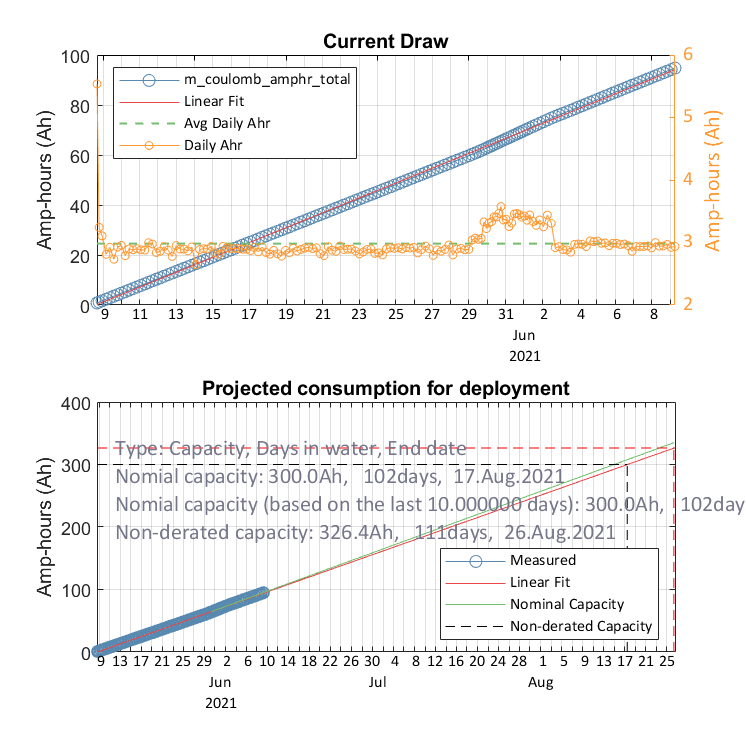 Current Draw
100
80
60
40
20
0
Amp-hours (Ah)
m_coulomb_amphr_total
Linear Fit
Avg Daily Ahr
Daily Ahr
6
5
4
3
2
Amp-hours (Ah)
9 11 13 15 17 19 21 23 25 27 29 31 2 4 6 8
Jun
2021
Projected consumption for deployment
400
300
200
100
0
Amp-hours (Ah)
Type: Capacity, Days in water, End date
Nomial capacity: 300.0Ah, 102days, 17.Aug.2021
Nomial capacity (based on the last 10.000000 days): 300.0Ah, 102day
Non-derated capacity: 326.4Ah, 111days, 26.Aug.2021
Measured
Linear Fit
Nominal Capacity
Non-derated Capacity
9 13 17 21 25 29 2 6 10 14 18 22 26 30 4 8 12 16 20 24 28 1 5 9 13 17 21 25
Jun Jul Aug
2021